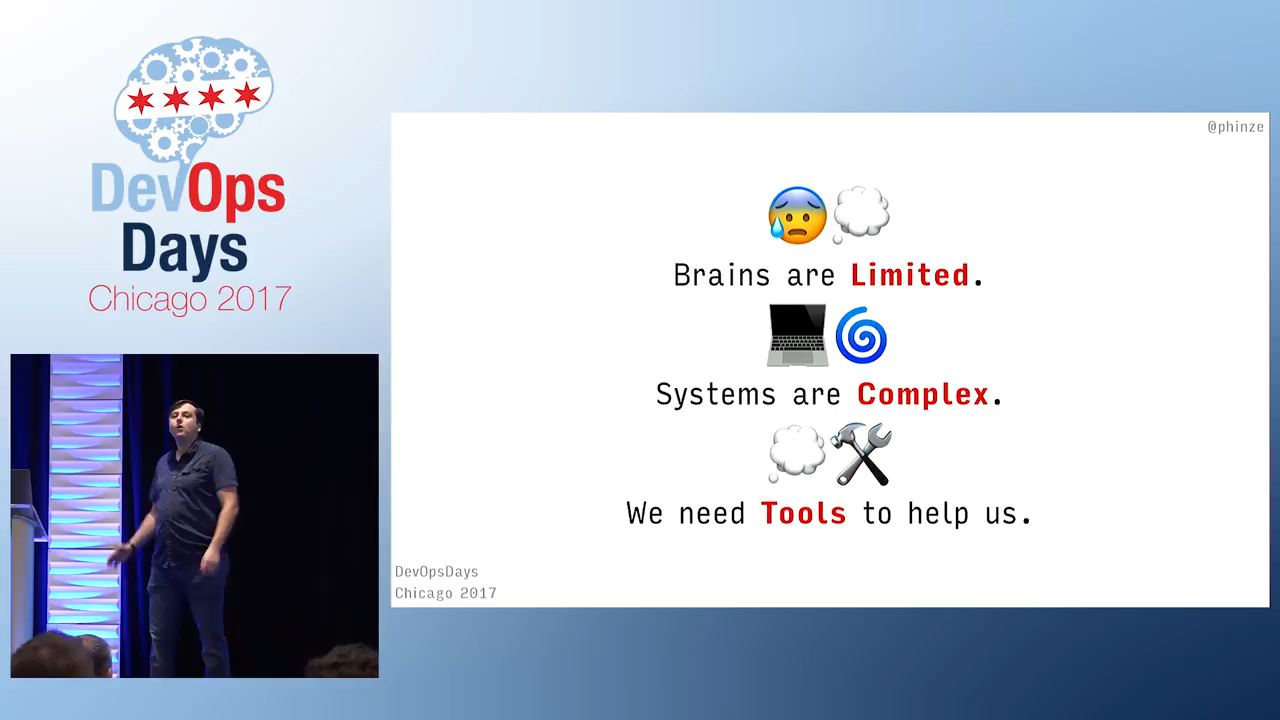 DevOps
Days
Chicago 2017
@phinze
Brains are Limited.
Systems are Complex.
We need Tools to help us.
DevOpsDays
Chicago 2017